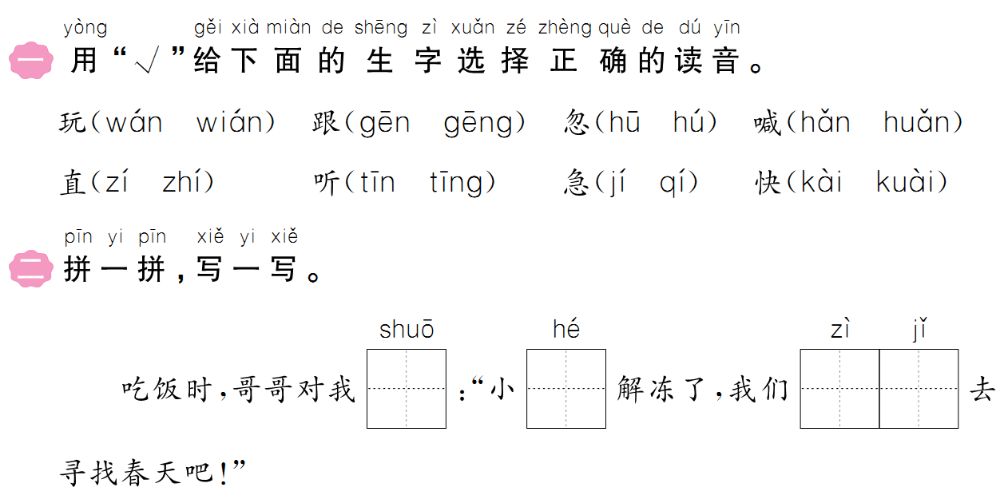 yòng gěi xià miàn de shēng zì xuǎn zé zhèng què de dú yīn
一 用“√”给下面的生字选择正确的读音。
玩(wán wián) 跟(gēn gēng) 忽(hū hú) 喊(hǎn huǎn)
直(zí zhí) 听(tīn tīng) 急(jí qí) 快(kài kuài)
pīn yi pīn xiě yi xiě
二 拼一拼,写一写。
shuō hé zì jǐ
吃饭时,哥哥对我 :“小 解冻了,我们 去
寻找春天吧!”